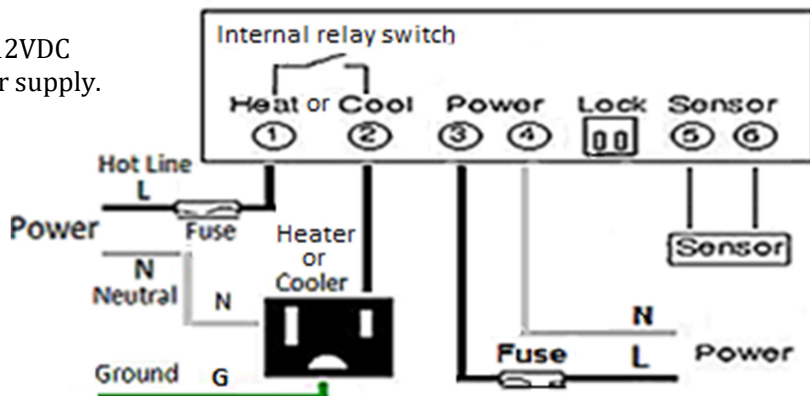 12VDC
r supply.
Internal relay switch
Heat or Cool Power Lock Sensor
1 2 3 4 5 6
Hot Line
L
Power
Fuse
N
Neutral
N
Heater
or
Cooler
Sensor
N
Fuse L Power
Ground G